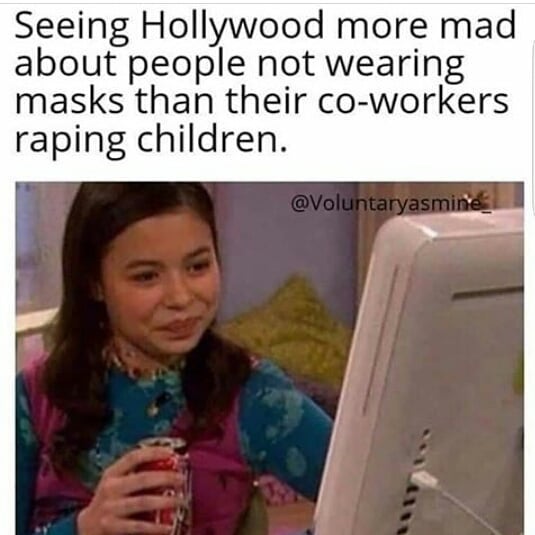 Seeing Hollywood more mad
about people not wearing
masks than their co-workers
raping children.
@Voluntaryasmine_